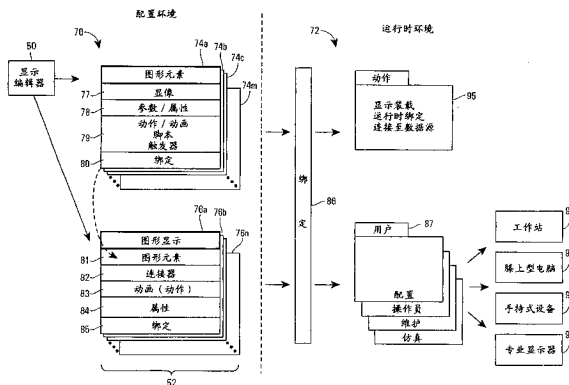 配置环境
运行时环境
70
72
74a
74b
74c
74m
显示
编辑器
图形元素
77
显像
78
参数/属性
79
动作/动画
脚本
触发器
80
绑定
76a
76b
76n
图形显示
81
图形元素
82
连接器
83
动画(动作)
84
属性
85
绑定
52
绑定
86
动作
显示装载
运行时绑定
连接至数据源
95
用户
87
配置
操作员
维护
仿真
工作站
膝上型电脑
手持式设备
专业显示器